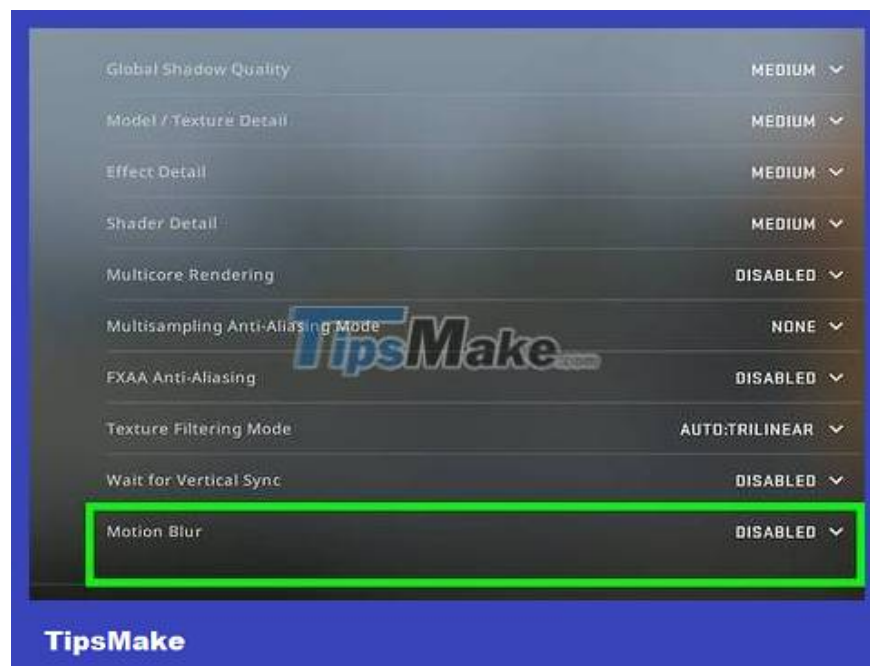 Global Shadow Quality MEDIUM
Model / Texture Detail MEDIUM
Effect Detail MEDIUM
Shader Detail MEDIUM
Multicore Rendering DISABLED
Multisampling Anti-Aliasing Mode NONE
TipsMake.com
FXAA Anti-Aliasing DISABLED
Texture Filtering Mode AUTO:TRILINEAR
Wait for Vertical Sync DISABLED
Motion Blur DISABLED
TipsMake